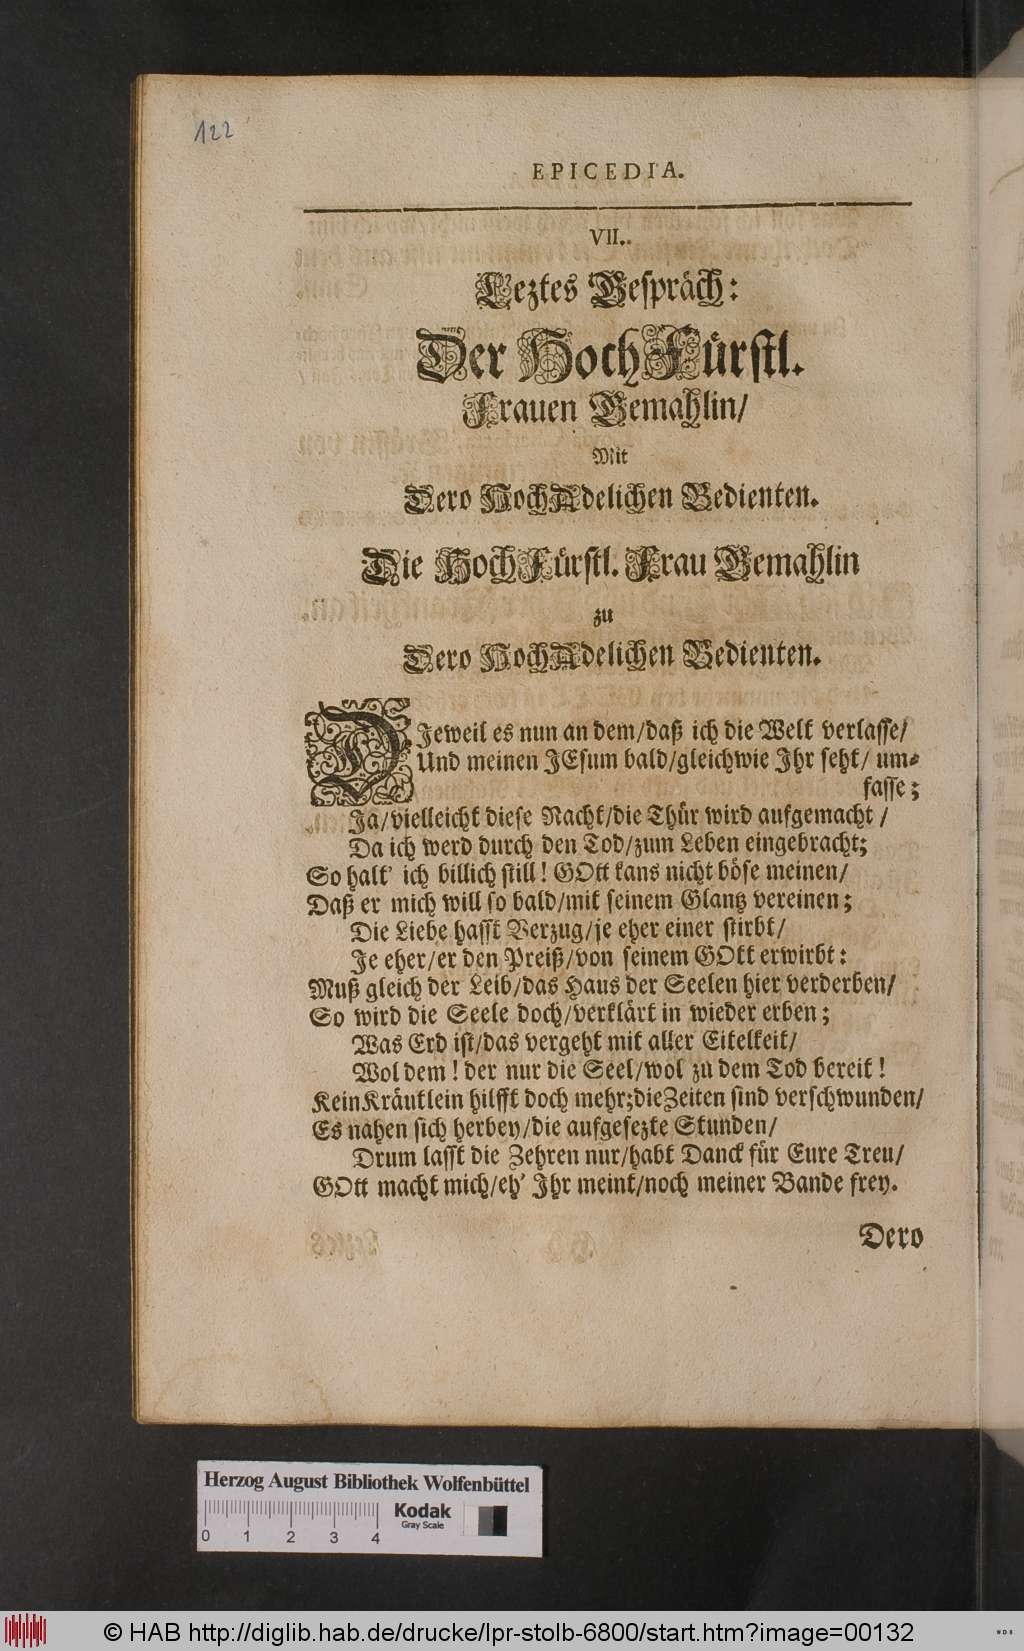 122
EPICEDIA.
VII.
Leztes Gespräch:
Der HochFürstl.
Frauen Gemahlin/
Mit
Dero HochAdelichen Bedienten.
Die HochFürstl. Frau Gemahlin
zu
Dero HochAdelichen Bedienten.
DJeweil es nun an dem/daß ich die Welt verlasse/
Und meinen JEsum bald/gleichwie Jhr seht/ um-
fasse;
Ja/vielleicht diese Nacht/die Thür wird aufgemacht /
Da ich werd durch den Tod/zum Leben eingebracht;
So halt' ich billich still! GOtt kans nicht böse meinen/
Daß er mich will so bald/mit seinem Glantz vereinen;
Die Liebe hasst Verzug/je eher einer stirbt/
Je eher/er den Preiß/von seinem GOtt erwirbt:
Muß gleich der Leib/das Haus der Seelen hier verderben/
So wird die Seele doch/verklärt in wieder erben;
Was Erd ist/das vergeht mit aller Eitelkeit/
Wol dem! der nur die Seel/wol zu dem Tod bereit!
Kein Kräutlein hilfft doch mehr;die Zeiten sind verschwunden/
Es nahen sich herbey/die aufgesezte Stunden/
Drum lasst die Zehren nur/habt Danck für Eure Treu/
GOtt macht mich/eh' Jhr meint/noch meiner Bande frey.
Dero
Herzog August Bibliothek Wolfenbüttel
0 1 2 3 4
Kodak
Gray Scale
© HAB http://diglib.hab.de/drucke/lpr-stolb-6800/start.htm?image=00132
WDB